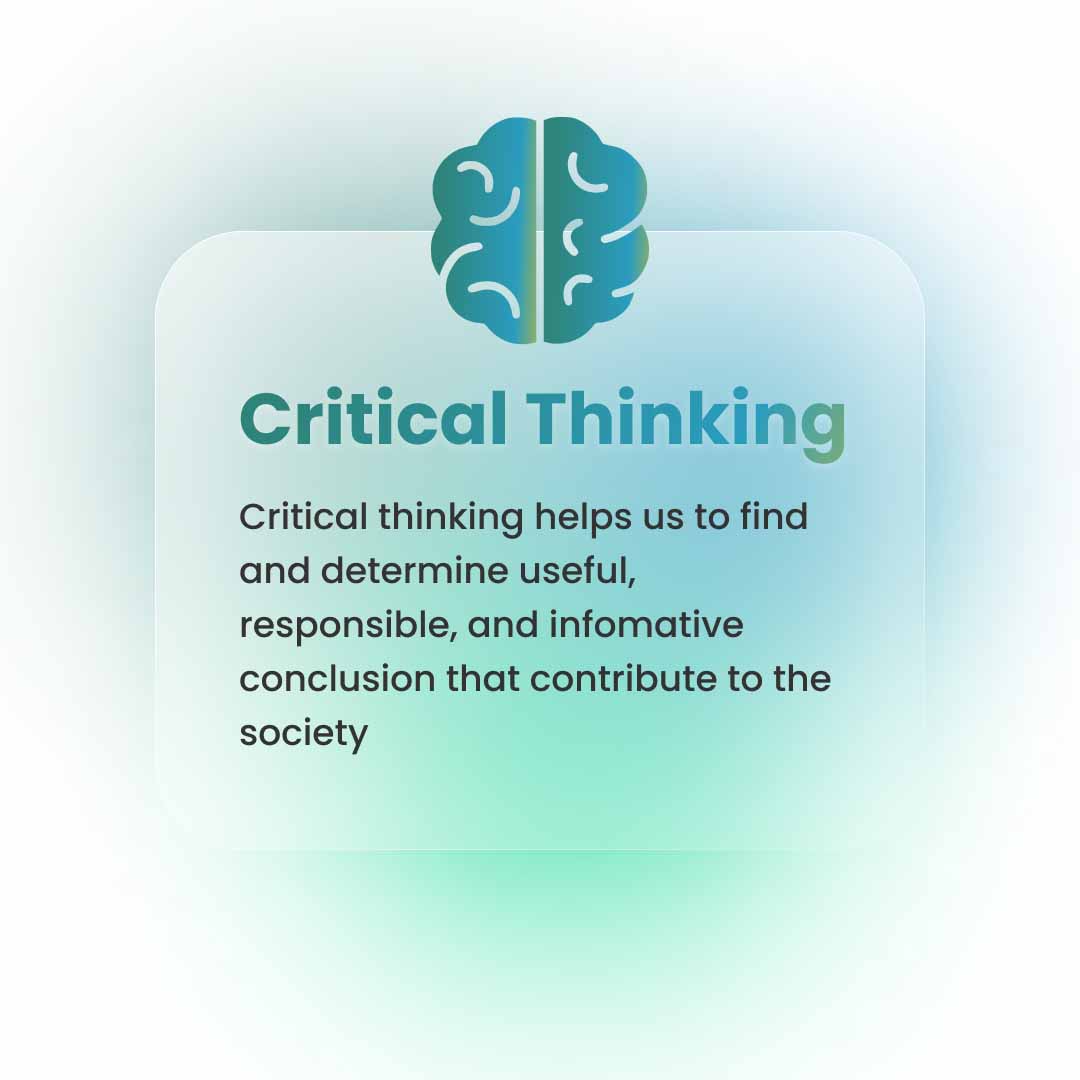 Critical Thinking
Critical thinking helps us to find
and determine useful,
responsible, and infomative
conclusion that contribute to the
society